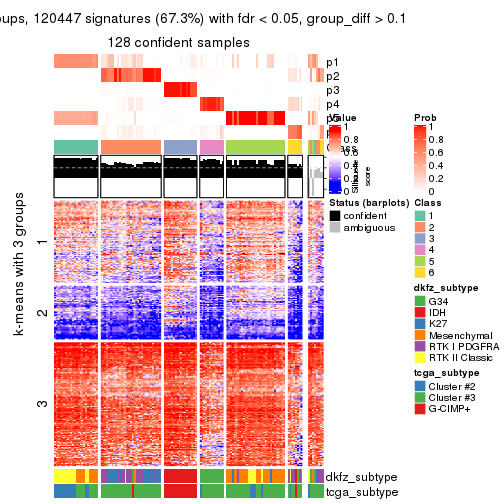 oups, 120447 signatures (67.3%) with fdr < 0.05, group_diff > 0.1
128 confident samples
p1
p2
p3
p4
p5
Value
1
0.8
0.6
0.4
0.2
0
Prob
1
0.8
0.6
0.4
0.2
0
Silhouette
score
Status (barplots)
confident
ambiguous
Class
1
2
3
4
5
6
dkfz_subtype
G34
IDH
K27
Mesenchymal
RTK I PDGFRA
RTK II Classic
tcga_subtype
Cluster #2
Cluster #3
G-CIMP+
k-means with 3 groups
1
2
3
dkfz_subtype
tcga_subtype